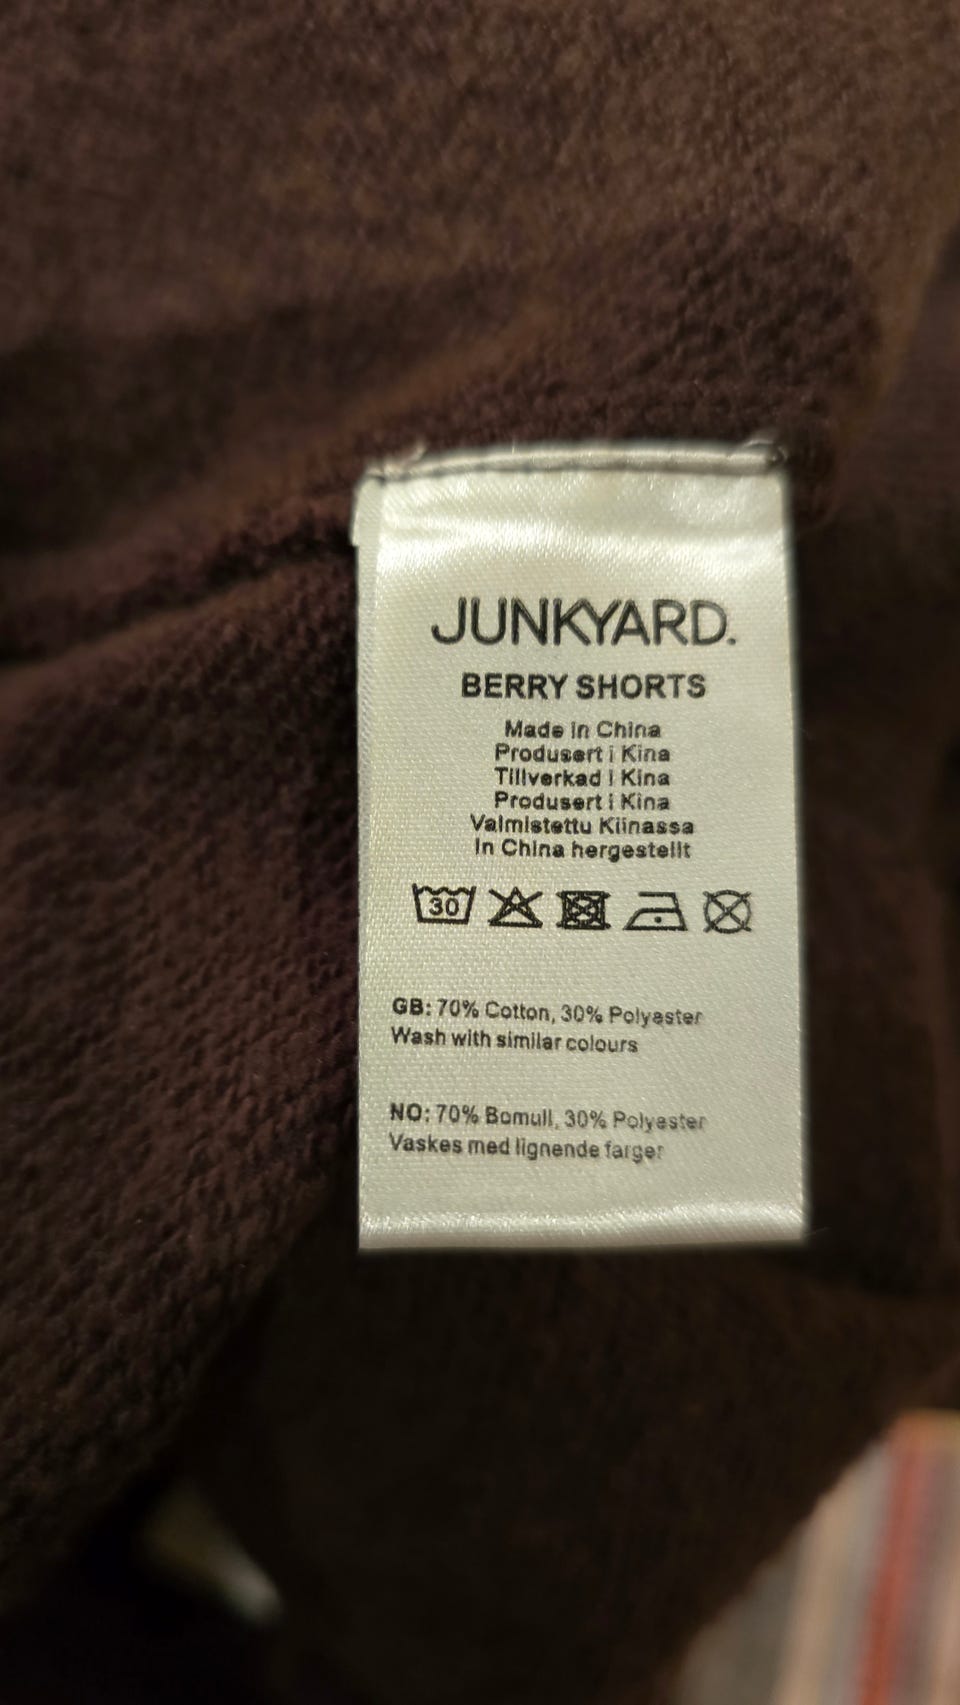 JUNKYARD.
BERRY SHORTS
Made in China
Produsert i Kina
Tillverkad i Kina
Produsert i Kina
Valmistettu Kiinassa
In China hergestellt
30
GB: 70% Cotton, 30% Polyester
Wash with similar colours
NO: 70% Bomull, 30% Polyester
Vaskes med lignende farger